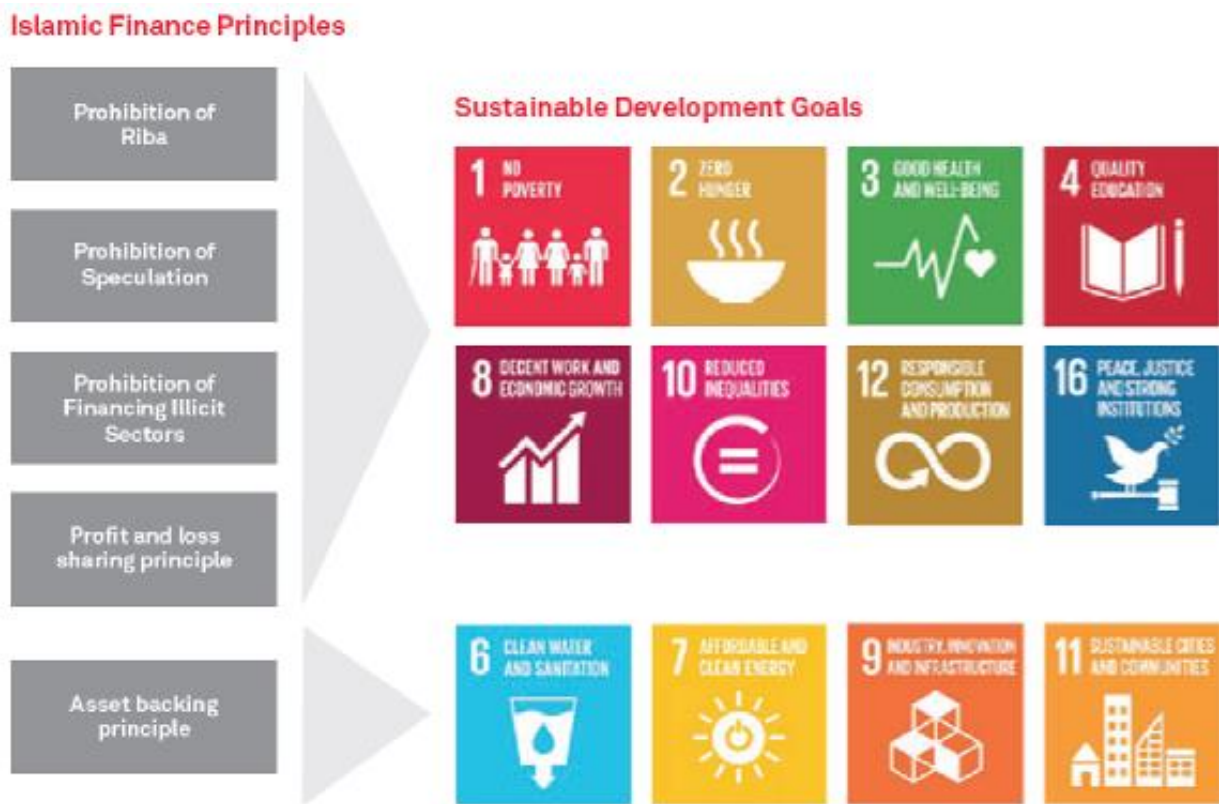 Islamic Finance Principles
Prohibition of
Riba
Prohibition of
Speculation
Prohibition of
Financing Illicit
Sectors
Profit and loss
sharing principle
Asset backing
principle
Sustainable Development Goals
1 NO
POVERTY
2 ZERO
HUNGER
3 GOOD HEALTH
AND WELL-BEING
4 QUALITY
EDUCATION
8 DECENT WORK AND
ECONOMIC GROWTH
10 REDUCED
INEQUALITIES
12 RESPONSIBLE
CONSUMPTION
AND PRODUCTION
16 PEACE, JUSTICE
AND STRONG
INSTITUTIONS
6 CLEAN WATER
AND SANITATION
7 AFFORDABLE AND
CLEAN ENERGY
9 INDUSTRY, INNOVATION
AND INFRASTRUCTURE
11 SUSTAINABLE CITIES
AND COMMUNITIES